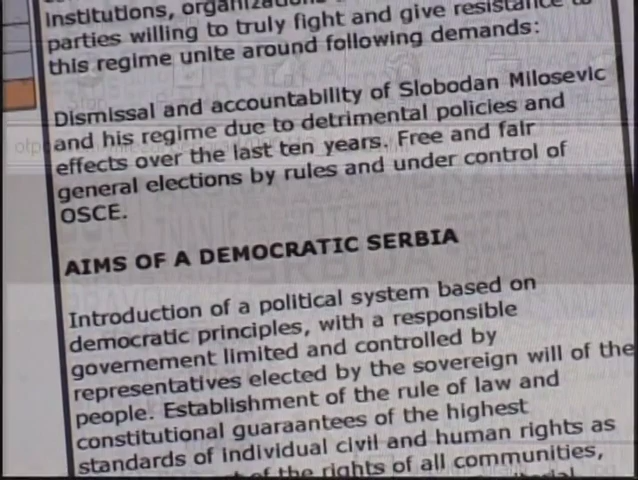 institutions, organizations
parties willing to truly fight and give resistance to
this regime unite around following demands:
Dismissal and accountability of Slobodan Milosevic
and his regime due to detrimental policies and
effects over the last ten years. Free and fair
general elections by rules and under control of
OSCE.
AIMS OF A DEMOCRATIC SERBIA
Introduction of a political system based on
democratic principles, with a responsible
governement limited and controlled by
representatives elected by the sovereign will of the
people. Establishment of the rule of law and
constitutional guaraantees of the highest
standards of individual civil and human rights as
of the rights of all communities,